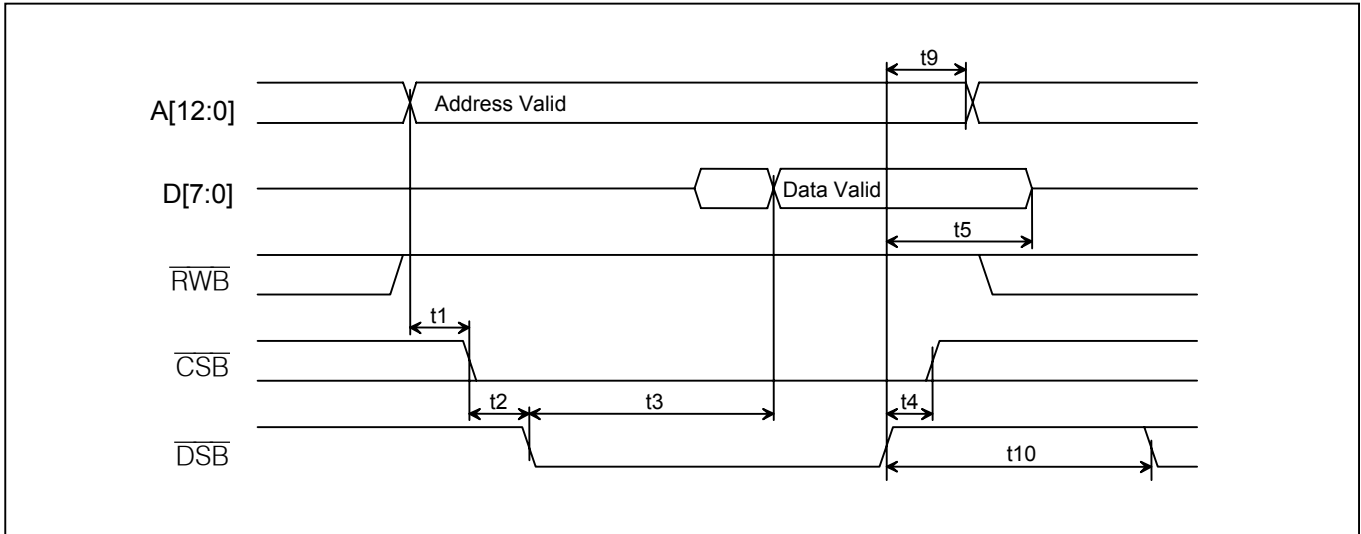 t9
A[12:0]
Address Valid
D[7:0]
Data Valid
t5
RWB
t1
CSB
t2
t3
t4
DSB
t10